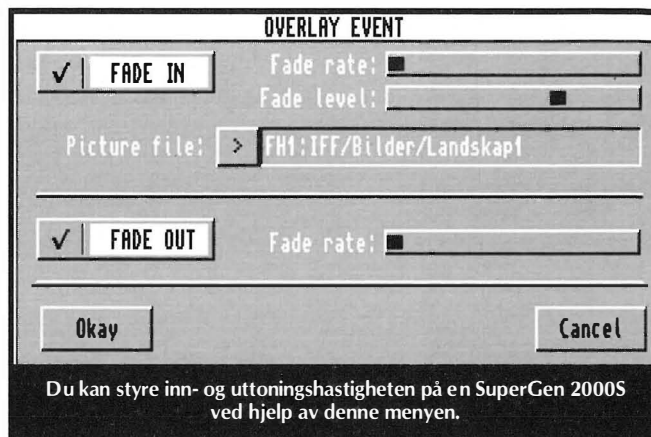 OVERLAY EVENT
✓ FADE IN
Fade rate:
Fade level:
Picture file: > FH1:IFF/Bilder/Landskap1
✓ FADE OUT
Fade rate:
Okay
Cancel
Du kan styre inn- og uttoningshastigheten på en SuperGen 2000S
ved hjelp av denne menyen.